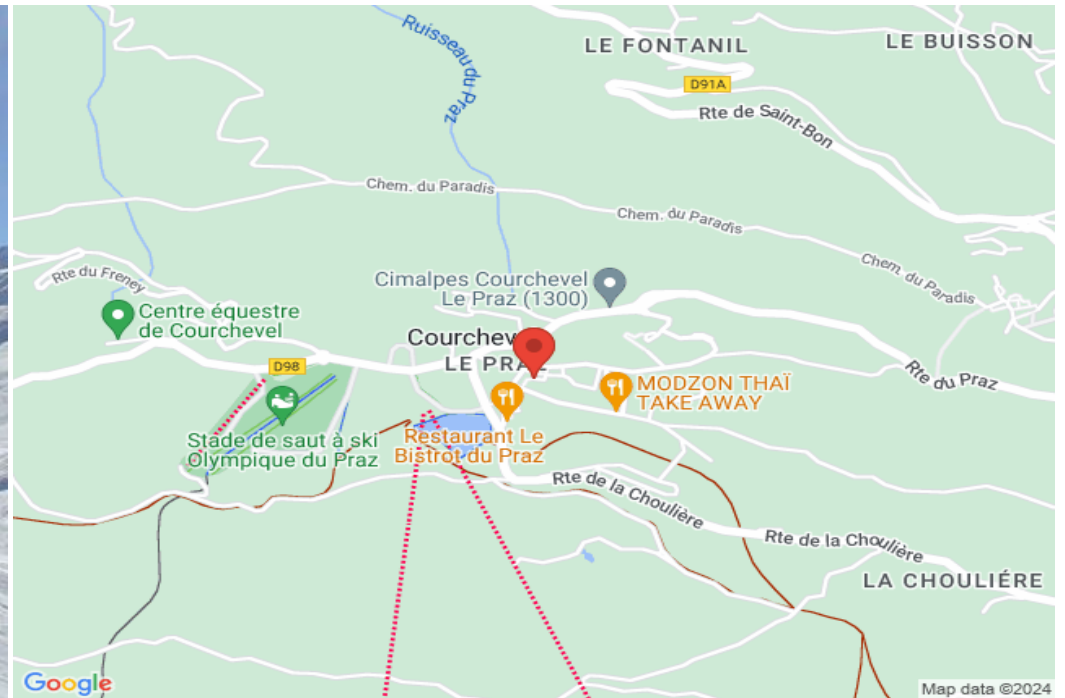 Ruisseau du Praz
LE FONTANIL
LE BUISSON
D91A
Rte de Saint-Bon
Chem. du Paradis
Chem. du Paradis
Chem. du Paradis
Rte du Freney
Cimalpes Courchevel
Le Praz (1300)
Centre équestre
de Courchevel
LE PRAZ
D98
Rte du Praz
MODZON THAÏ
TAKE AWAY
Stade de saut à ski
Olympique du Praz
Restaurant Le
Bistrot du Praz
Rte de la Choulière
Rte de la Choulière
LA CHOULIÉRE
Google
Map data ©2024